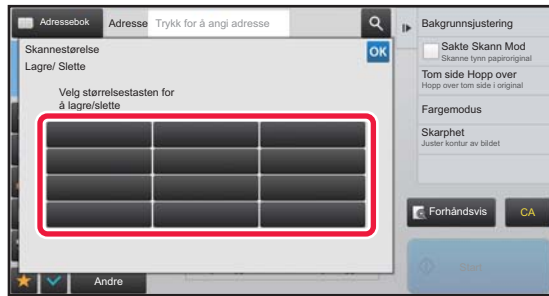 Adressebok
Adresse
Trykk for å angi adresse
Skannestørelse
OK
Lagre/ Slette
Velg størrelsestasten for
å lagre/slette
Bakgrunnsjustering
Sakte Skann Mod
Skanne tynn papiroriginal
Tom side Hopp over
Hopp over tom side i original
Fargemodus
Skarphet
Juster kontur av bildet
Forhåndsvis
CA
Start
Andre